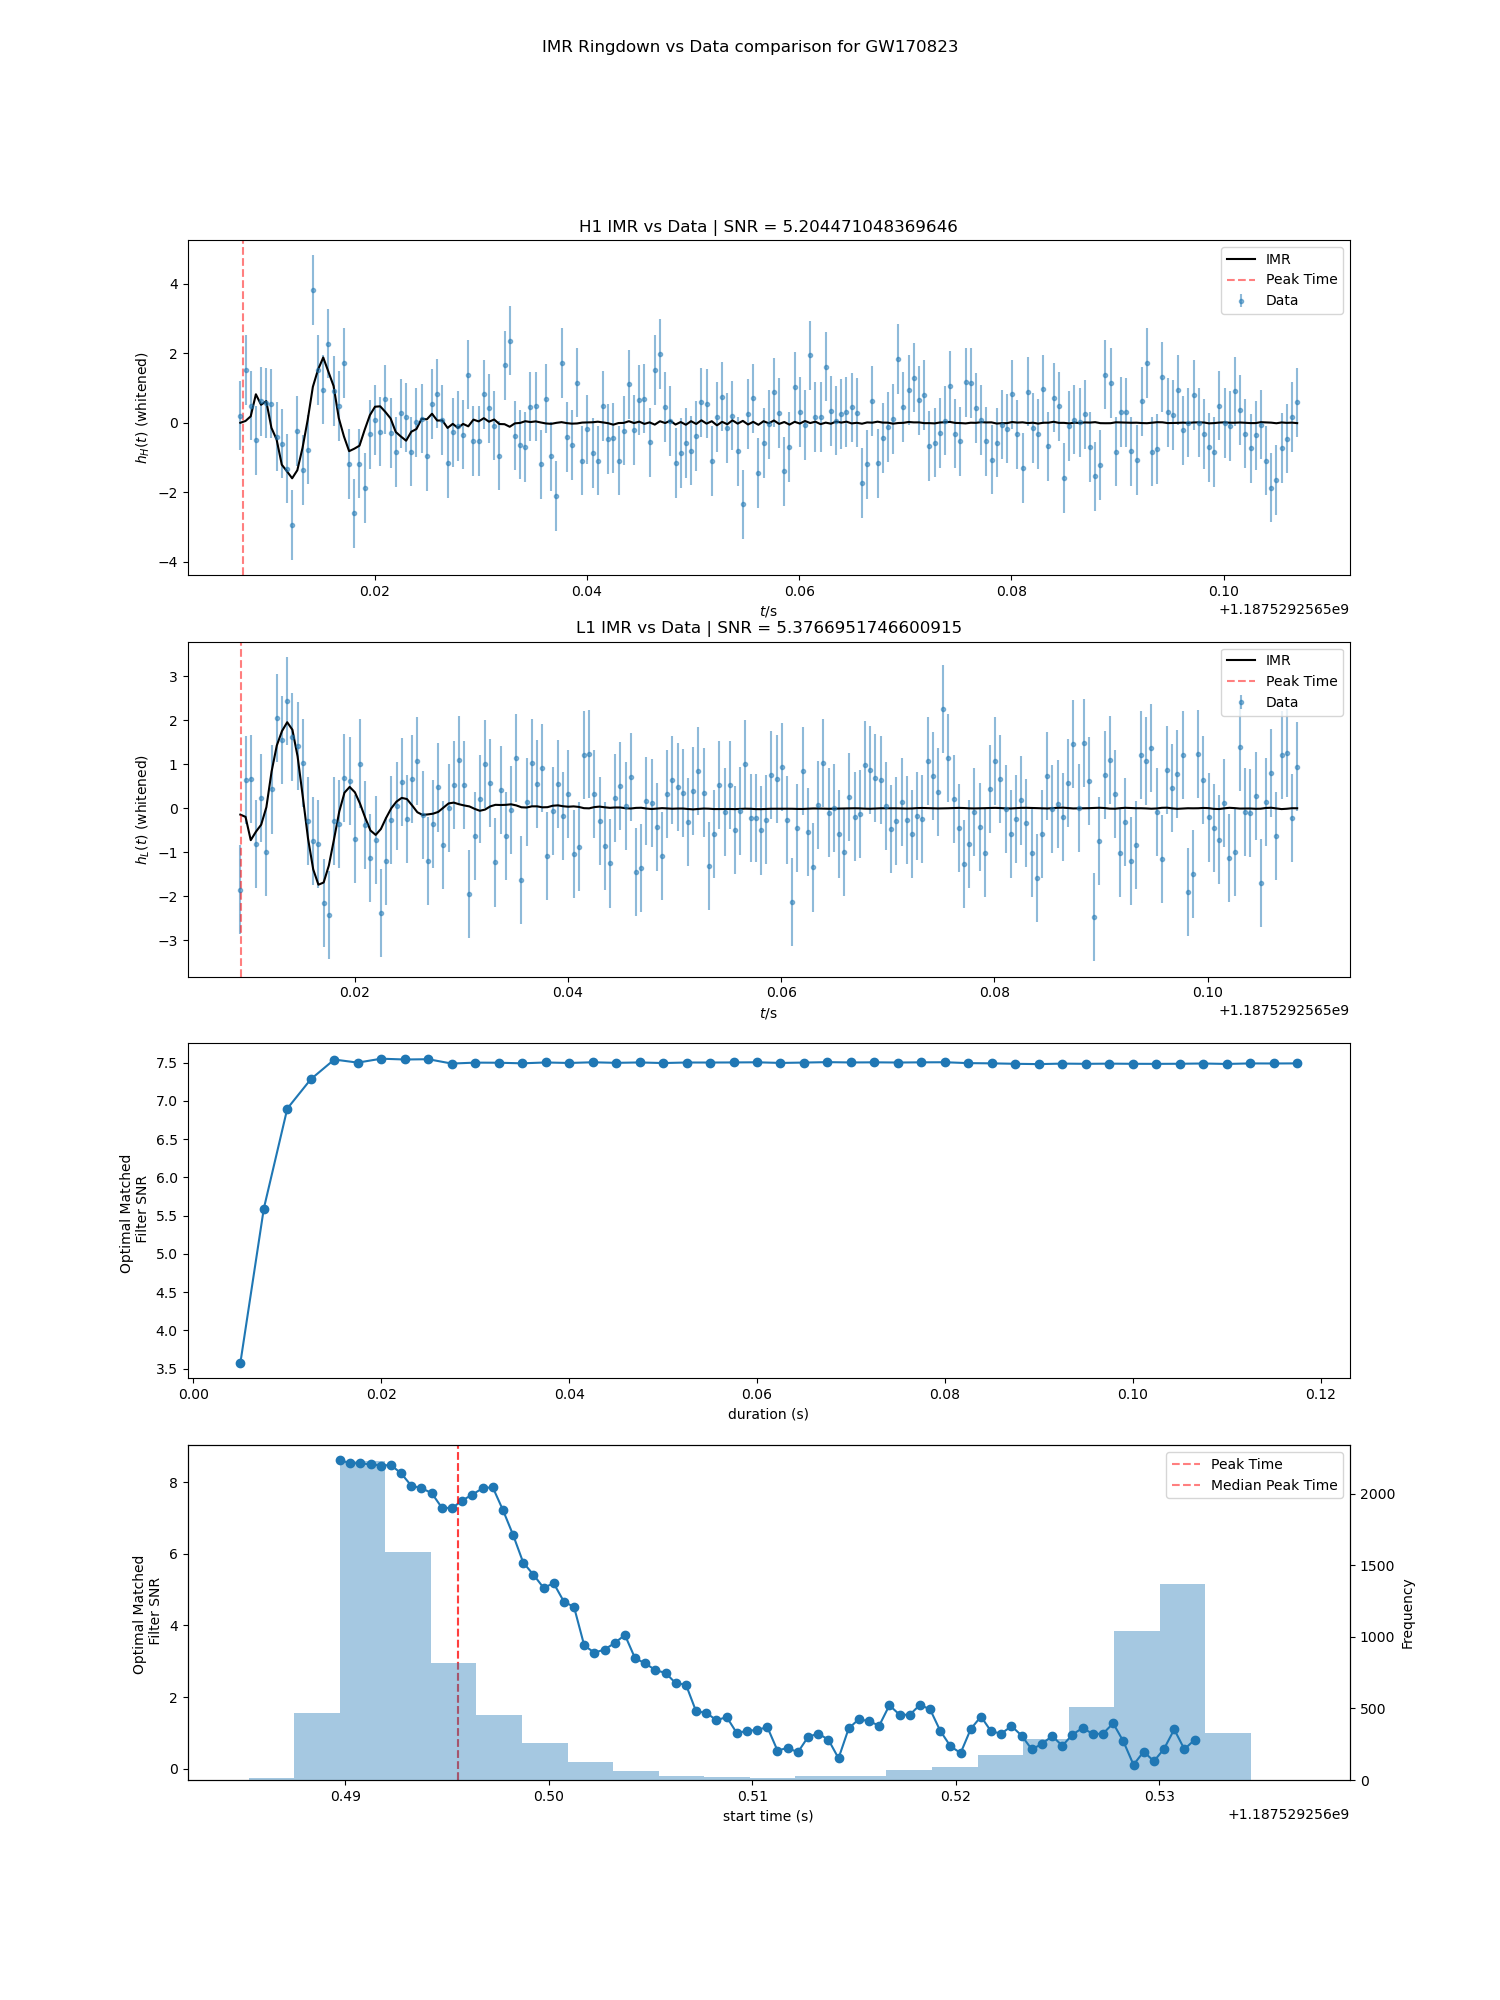 IMR Ringdown vs Data comparison for GW170823
H1 IMR vs Data | SNR = 5.204471048369646
IMR
Peak Time
Data
4
2
0
−2
−4
h_H(t) (whitened)
0.02 0.04 0.06 0.08 0.10
t/s
+1.1875292565e9
L1 IMR vs Data | SNR = 5.3766951746600915
IMR
Peak Time
Data
3
2
1
0
−1
−2
−3
h_L(t) (whitened)
0.02 0.04 0.06 0.08 0.10
t/s
+1.1875292565e9
7.5
7.0
6.5
6.0
5.5
5.0
4.5
4.0
3.5
Optimal Matched
Filter SNR
0.00 0.02 0.04 0.06 0.08 0.10 0.12
duration (s)
Peak Time
Median Peak Time
8
6
4
2
0
Optimal Matched
Filter SNR
2000
1500
1000
500
0
Frequency
0.49 0.50 0.51 0.52 0.53
start time (s)
+1.187529256e9